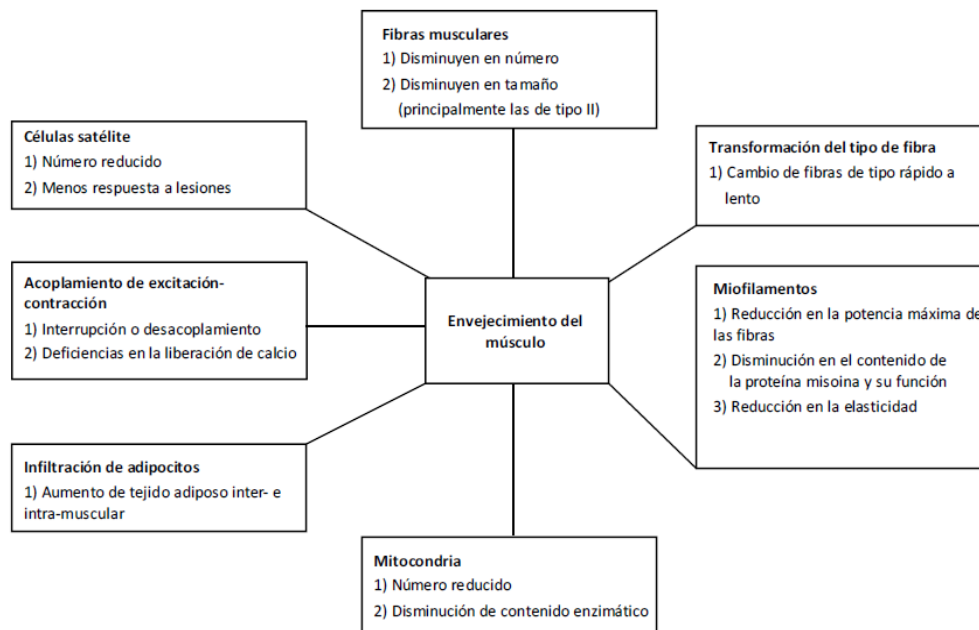 Fibras musculares
1) Disminuyen en número
2) Disminuyen en tamaño
(principalmente las de tipo II)
Células satélite
1) Número reducido
2) Menos respuesta a lesiones
Transformación del tipo de fibra
1) Cambio de fibras de tipo rápido a
lento
Acoplamiento de excitación-
contracción
1) Interrupción o desacoplamiento
2) Deficiencias en la liberación de calcio
Envejecimiento del
músculo
Miofilamentos
1) Reducción en la potencia máxima de
las fibras
2) Disminución en el contenido de
la proteína misoina y su función
3) Reducción en la elasticidad
Infiltración de adipocitos
1) Aumento de tejido adiposo inter- e
intra-muscular
Mitocondria
1) Número reducido
2) Disminución de contenido enzimático